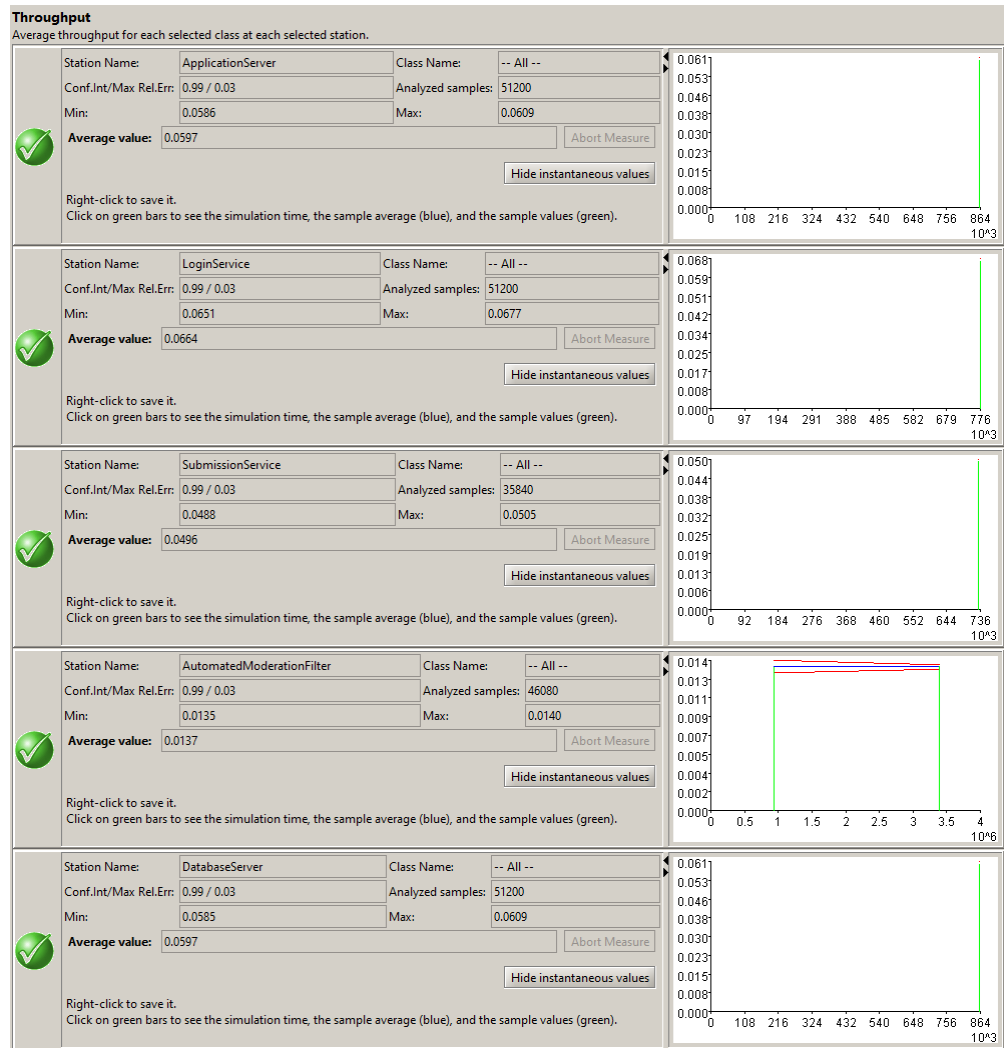 Throughput
Average throughput for each selected class at each selected station.
Station Name: ApplicationServer Class Name: -- All --
Conf.Int/Max Rel.Err: 0.99 / 0.03 Analyzed samples: 51200
Min: 0.0586 Max: 0.0609
Average value: 0.0597 Abort Measure
Hide instantaneous values
Right-click to save it.
Click on green bars to see the simulation time, the sample average (blue), and the sample values (green).
0.061
0.053
0.046
0.038
0.030
0.023
0.015
0.008
0.000
0 108 216 324 432 540 648 756 864
10^3
Station Name: LoginService Class Name: -- All --
Conf.Int/Max Rel.Err: 0.99 / 0.03 Analyzed samples: 51200
Min: 0.0651 Max: 0.0677
Average value: 0.0664 Abort Measure
Hide instantaneous values
Right-click to save it.
Click on green bars to see the simulation time, the sample average (blue), and the sample values (green).
0.068
0.059
0.051
0.042
0.034
0.025
0.017
0.008
0.000
0 97 194 291 388 485 582 679 776
10^3
Station Name: SubmissionService Class Name: -- All --
Conf.Int/Max Rel.Err: 0.99 / 0.03 Analyzed samples: 35840
Min: 0.0488 Max: 0.0505
Average value: 0.0496 Abort Measure
Hide instantaneous values
Right-click to save it.
Click on green bars to see the simulation time, the sample average (blue), and the sample values (green).
0.050
0.044
0.038
0.032
0.025
0.019
0.013
0.006
0.000
0 92 184 276 368 460 552 644 736
10^3
Station Name: AutomatedModerationFilter Class Name: -- All --
Conf.Int/Max Rel.Err: 0.99 / 0.03 Analyzed samples: 46080
Min: 0.0135 Max: 0.0140
Average value: 0.0137 Abort Measure
Hide instantaneous values
Right-click to save it.
Click on green bars to see the simulation time, the sample average (blue), and the sample values (green).
0.014
0.013
0.011
0.009
0.007
0.005
0.004
0.002
0.000
0 0.5 1 1.5 2 2.5 3 3.5 4
10^6
Station Name: DatabaseServer Class Name: -- All --
Conf.Int/Max Rel.Err: 0.99 / 0.03 Analyzed samples: 51200
Min: 0.0585 Max: 0.0609
Average value: 0.0597 Abort Measure
Hide instantaneous values
Right-click to save it.
Click on green bars to see the simulation time, the sample average (blue), and the sample values (green).
0.061
0.053
0.046
0.038
0.030
0.023
0.015
0.008
0.000
0 108 216 324 432 540 648 756 864
10^3